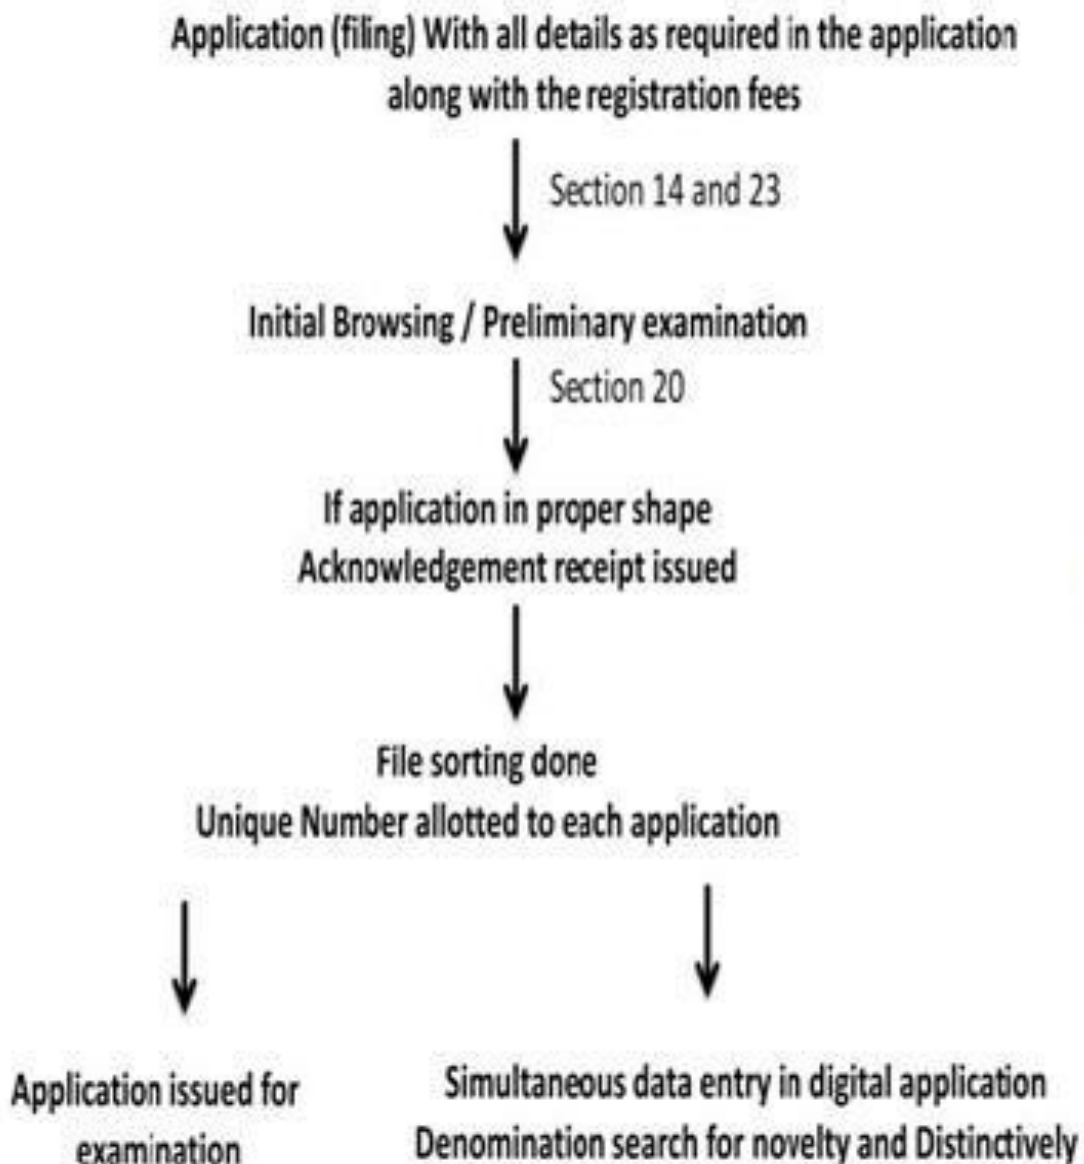 Application (filing) With all details as required in the application
along with the registration fees
Section 14 and 23
Initial Browsing / Preliminary examination
Section 20
If application in proper shape
Acknowledgement receipt issued
File sorting done
Unique Number allotted to each application
Application issued for
examination
Simultaneous data entry in digital application
Denomination search for novelty and Distinctively